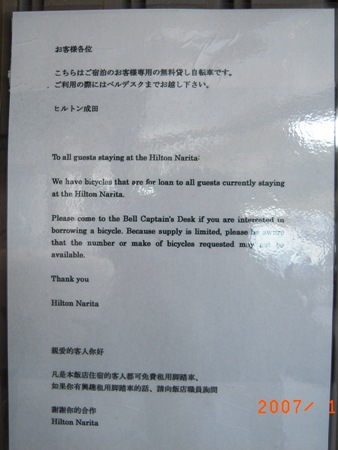 お客様各位
こちらはご宿泊のお客様専用の無料貸し自転車です。
ご利用の際にはベルデスクまでお越し下さい。
ヒルトン成田
To all guests staying at the Hilton Narita:
We have bicycles that are for loan to all guests currently staying
at the Hilton Narita.
Please come to the Bell Captain's Desk if you are interested in
borrowing a bicycle. Because supply is limited, please be aware
that the number or make of bicycles requested may not be
available.
Thank you
Hilton Narita
親愛的客人你好
凡是本飯店住宿的客人都可免費租用脚踏車、
如果你有興趣租用脚踏車的話、請向飯店職員詢問
謝謝你的合作
Hilton Narita
2007/ 1